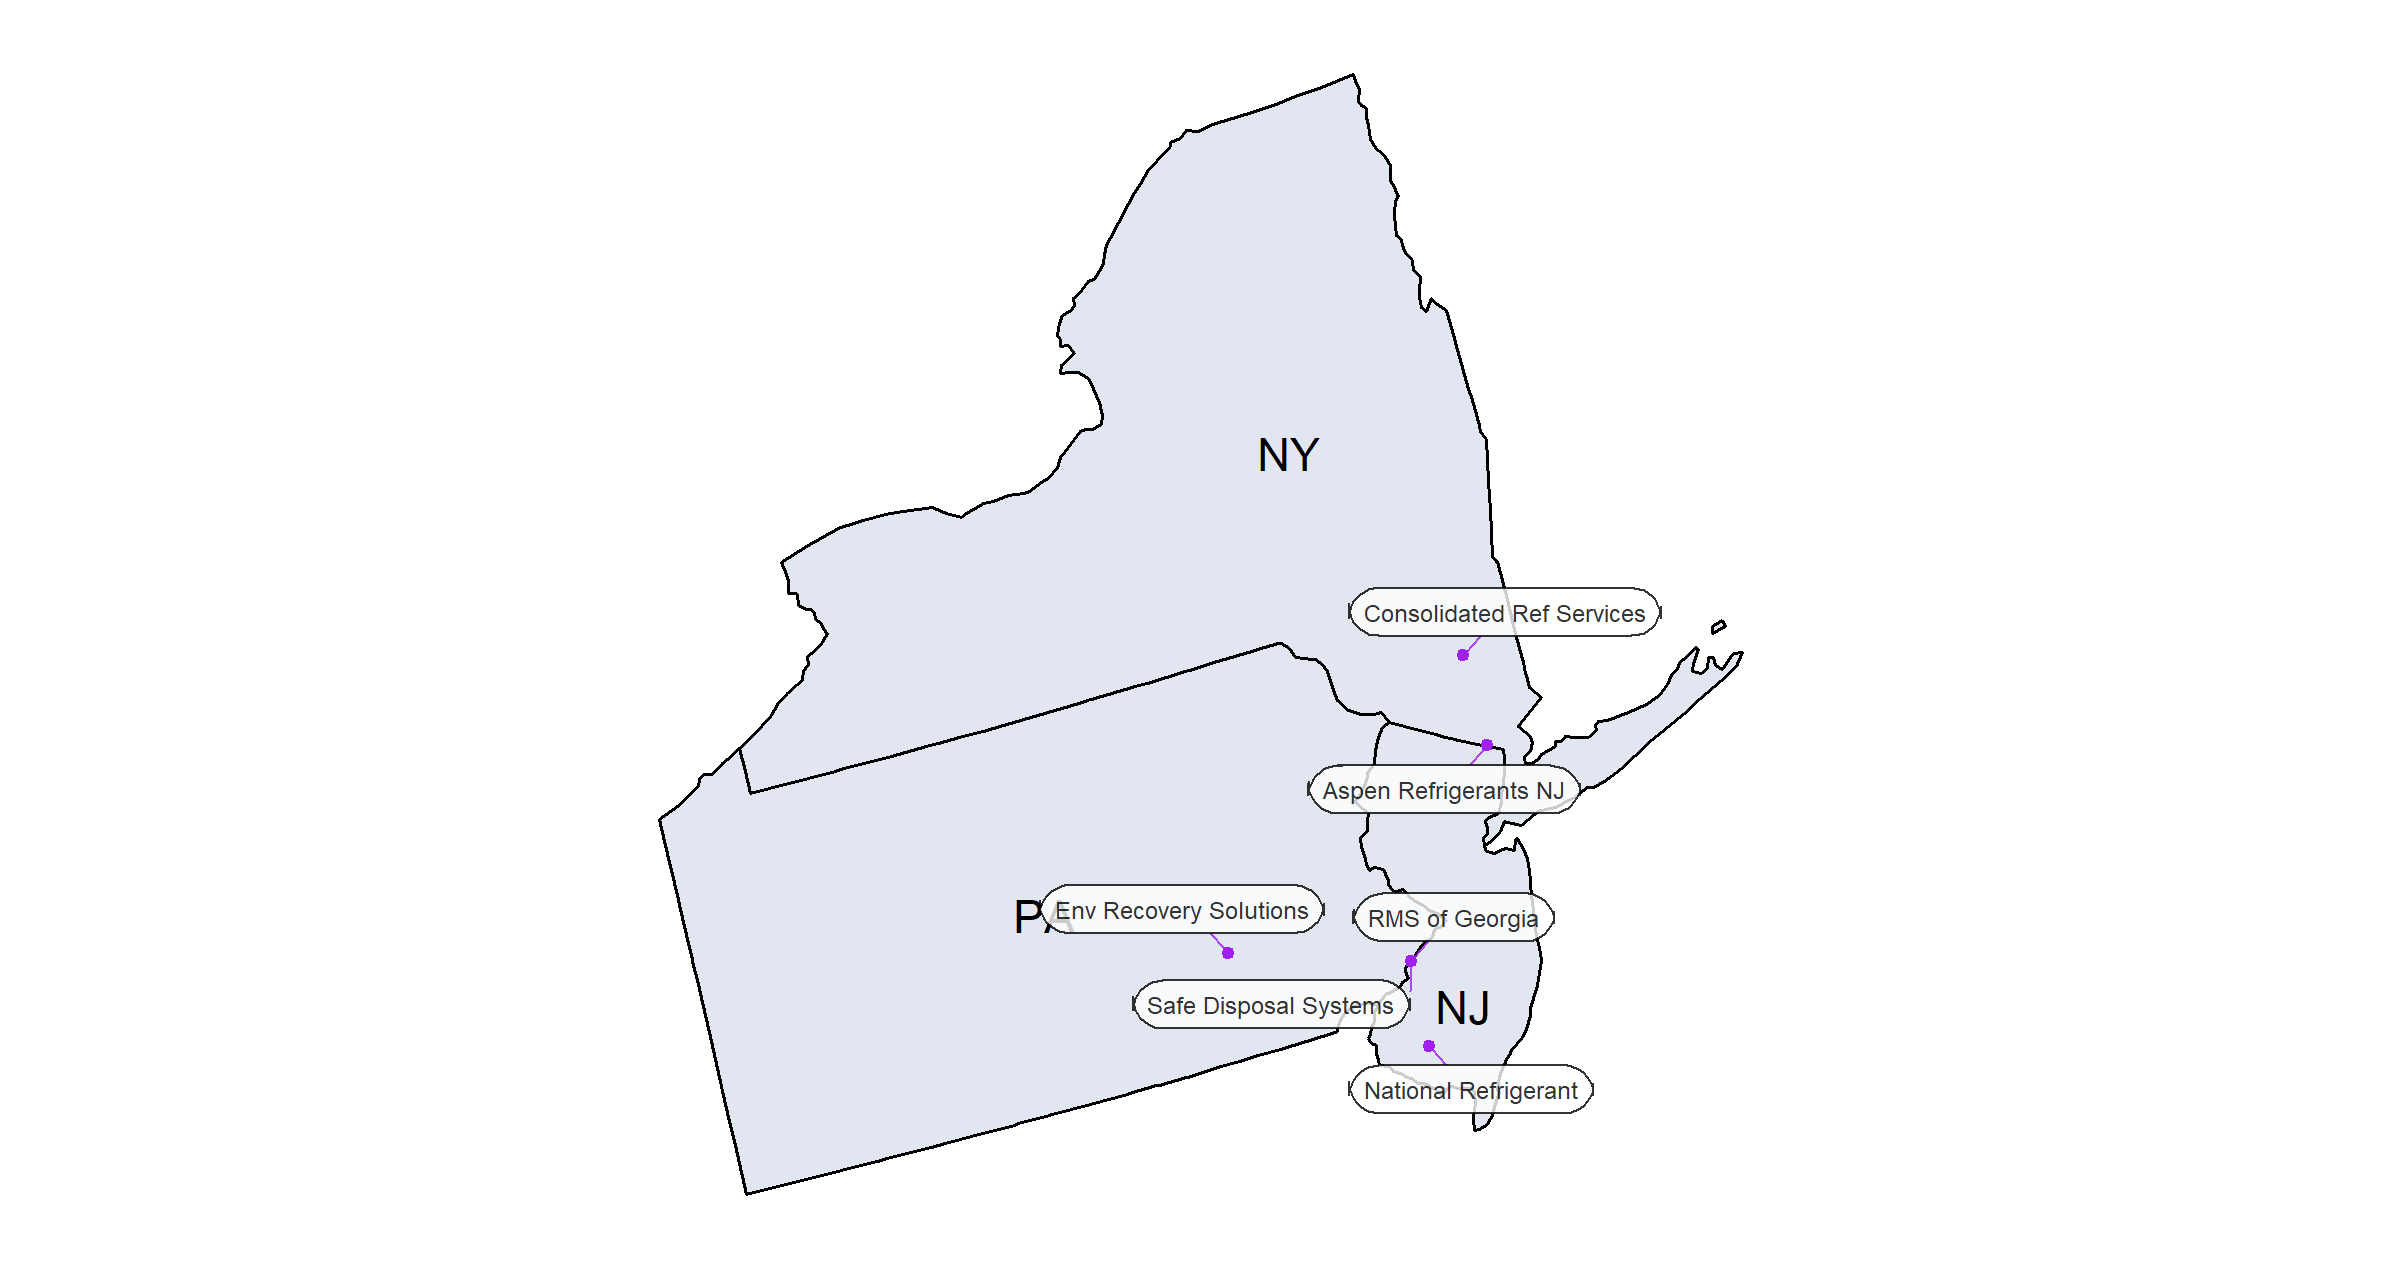 NY
Consolidated Ref Services
Aspen Refrigerants NJ
PA
Env Recovery Solutions
RMS of Georgia
Safe Disposal Systems
NJ
National Refrigerant